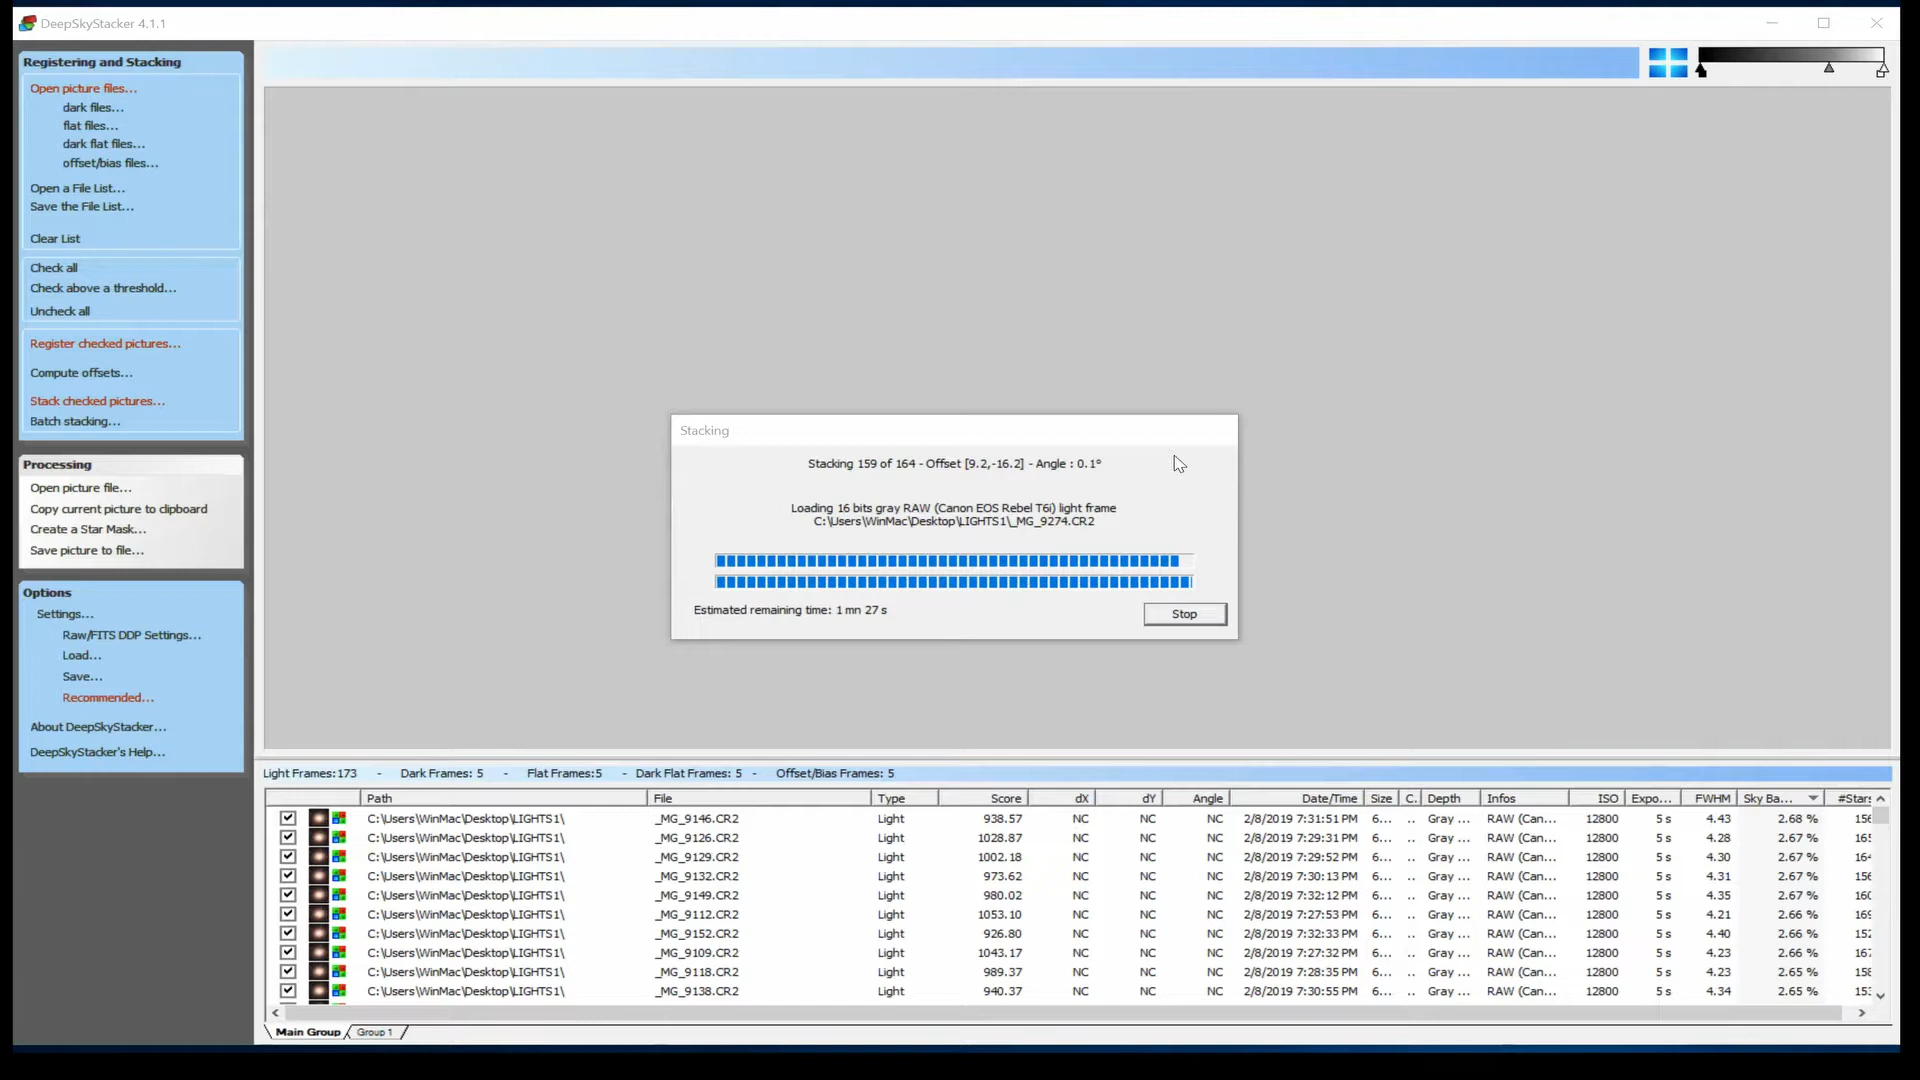 DeepSkyStacker 4.1.1
Registering and Stacking
Open picture files...
dark files...
flat files...
dark flat files...
offset/bias files...
Open a File List...
Save the File List...
Clear List
Check all
Check above a threshold...
Uncheck all
Register checked pictures...
Compute offsets...
Stack checked pictures...
Batch stacking...
Processing
Open picture file...
Copy current picture to clipboard
Create a Star Mask...
Save picture to file...
Options
Settings...
Raw/FITS DDP Settings...
Load...
Save...
Recommended...
About DeepSkyStacker...
DeepSkyStacker's Help...
Stacking
Stacking 159 of 164 - Offset [9.2,-16.2] - Angle : 0.1°
Loading 16 bits gray RAW (Canon EOS Rebel T6i) light frame
C:\Users\WinMac\Desktop\LIGHTS1\_MG_9274.CR2
Estimated remaining time: 1 mn 27 s
Stop
Light Frames:173 - Dark Frames: 5 - Flat Frames:5 - Dark Flat Frames: 5 - Offset/Bias Frames: 5
Path File Type Score dX dY Angle Date/Time Size C. Depth Infos ISO Expo... FWHM Sky Ba... #Stars
C:\Users\WinMac\Desktop\LIGHTS1\ _MG_9146.CR2 Light 938.57 NC NC NC 2/8/2019 7:31:51 PM 6... .. Gray ... RAW (Can... 12800 5 s 4.43 2.68 % 156
C:\Users\WinMac\Desktop\LIGHTS1\ _MG_9126.CR2 Light 1028.87 NC NC NC 2/8/2019 7:29:31 PM 6... .. Gray ... RAW (Can... 12800 5 s 4.28 2.67 % 165
C:\Users\WinMac\Desktop\LIGHTS1\ _MG_9129.CR2 Light 1002.18 NC NC NC 2/8/2019 7:29:52 PM 6... .. Gray ... RAW (Can... 12800 5 s 4.30 2.67 % 164
C:\Users\WinMac\Desktop\LIGHTS1\ _MG_9132.CR2 Light 973.62 NC NC NC 2/8/2019 7:30:13 PM 6... .. Gray ... RAW (Can... 12800 5 s 4.31 2.67 % 156
C:\Users\WinMac\Desktop\LIGHTS1\ _MG_9149.CR2 Light 980.02 NC NC NC 2/8/2019 7:32:12 PM 6... .. Gray ... RAW (Can... 12800 5 s 4.35 2.67 % 160
C:\Users\WinMac\Desktop\LIGHTS1\ _MG_9112.CR2 Light 1053.10 NC NC NC 2/8/2019 7:27:53 PM 6... .. Gray ... RAW (Can... 12800 5 s 4.21 2.66 % 169
C:\Users\WinMac\Desktop\LIGHTS1\ _MG_9152.CR2 Light 926.80 NC NC NC 2/8/2019 7:32:33 PM 6... .. Gray ... RAW (Can... 12800 5 s 4.40 2.66 % 152
C:\Users\WinMac\Desktop\LIGHTS1\ _MG_9109.CR2 Light 1043.17 NC NC NC 2/8/2019 7:27:32 PM 6... .. Gray ... RAW (Can... 12800 5 s 4.23 2.66 % 167
C:\Users\WinMac\Desktop\LIGHTS1\ _MG_9118.CR2 Light 989.37 NC NC NC 2/8/2019 7:28:35 PM 6... .. Gray ... RAW (Can... 12800 5 s 4.23 2.65 % 158
C:\Users\WinMac\Desktop\LIGHTS1\ _MG_9138.CR2 Light 940.37 NC NC NC 2/8/2019 7:30:55 PM 6... .. Gray ... RAW (Can... 12800 5 s 4.34 2.65 % 153
Main Group Group 1